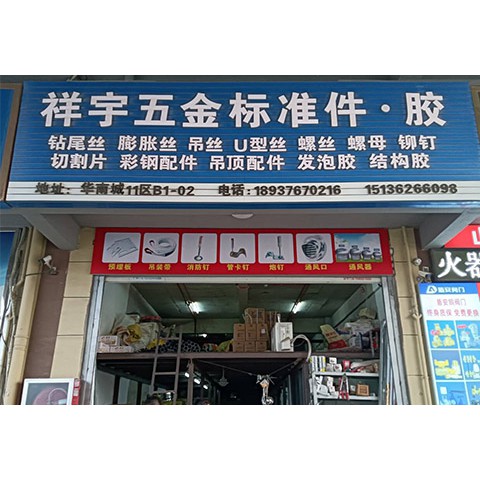 祥宇五金标准件·胶
钻尾丝 膨胀丝 吊丝 U型丝 螺丝 螺母 铆钉
切割片 彩钢配件 吊顶配件 发泡胶 结构胶
地址：华南城11区B1-02 电话：18937670216 15136266098
预埋板 吊装带 消防钉 管卡钉 炮钉 通风口 通风器
火器